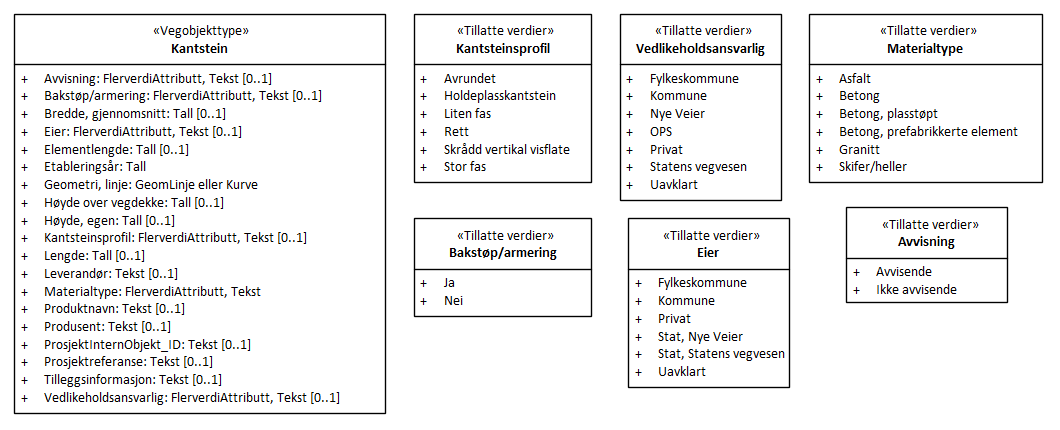 «Vegobjekttype»
Kantstein
+ Avvisning: FlerverdiAttributt, Tekst [0..1]
+ Bakstøp/armering: FlerverdiAttributt, Tekst [0..1]
+ Bredde, gjennomsnitt: Tall [0..1]
+ Eier: FlerverdiAttributt, Tekst [0..1]
+ Elementlengde: Tall [0..1]
+ Etableringsår: Tall
+ Geometri, linje: GeomLinje eller Kurve
+ Høyde over vegdekke: Tall [0..1]
+ Høyde, egen: Tall [0..1]
+ Kantsteinsprofil: FlerverdiAttributt, Tekst [0..1]
+ Lengde: Tall [0..1]
+ Leverandør: Tekst [0..1]
+ Materialtype: FlerverdiAttributt, Tekst
+ Produktnavn: Tekst [0..1]
+ Produsent: Tekst [0..1]
+ ProsjektInternObjekt_ID: Tekst [0..1]
+ Prosjektreferanse: Tekst [0..1]
+ Tilleggsinformasjon: Tekst [0..1]
+ Vedlikeholdsansvarlig: FlerverdiAttributt, Tekst [0..1]
«Tillatte verdier»
Kantsteinsprofil
+ Avrundet
+ Holdeplasskantstein
+ Liten fas
+ Rett
+ Skrådd vertikal visflate
+ Stor fas
«Tillatte verdier»
Vedlikeholdsansvarlig
+ Fylkeskommune
+ Kommune
+ Nye Veier
+ OPS
+ Privat
+ Statens vegvesen
+ Uavklart
«Tillatte verdier»
Materialtype
+ Asfalt
+ Betong
+ Betong, plasstøpt
+ Betong, prefabrikkerte element
+ Granitt
+ Skifer/heller
«Tillatte verdier»
Bakstøp/armering
+ Ja
+ Nei
«Tillatte verdier»
Eier
+ Fylkeskommune
+ Kommune
+ Privat
+ Stat, Nye Veier
+ Stat, Statens vegvesen
+ Uavklart
«Tillatte verdier»
Avvisning
+ Avvisende
+ Ikke avvisende